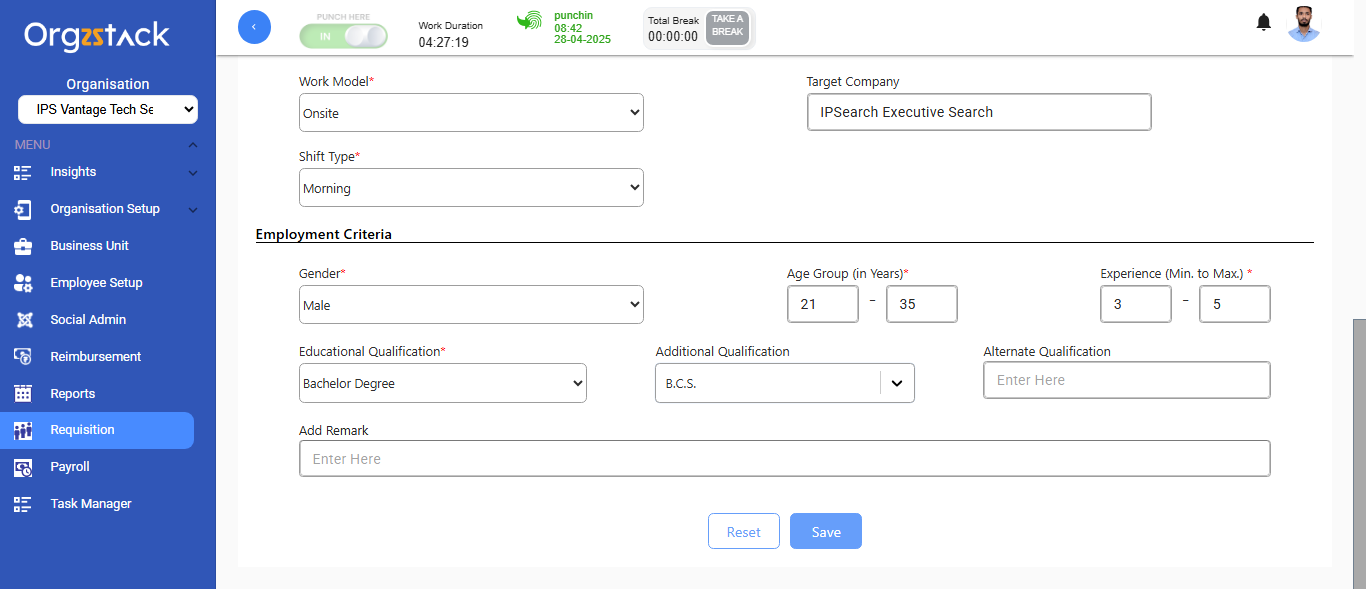 Orgzstack
Organisation
IPS Vantage Tech Se
MENU
Insights
Organisation Setup
Business Unit
Employee Setup
Social Admin
Reimbursement
Reports
Requisition
Payroll
Task Manager
PUNCH HERE
IN
Work Duration
04:27:19
punchin
08:42
28-04-2025
Total Break
00:00:00
TAKE A
BREAK
Work Model*
Onsite
Target Company
IPSearch Executive Search
Shift Type*
Morning
Employment Criteria
Gender*
Male
Age Group (in Years)*
21 - 35
Experience (Min. to Max.) *
3 - 5
Educational Qualification*
Bachelor Degree
Additional Qualification
B.C.S.
Alternate Qualification
Enter Here
Add Remark
Enter Here
Reset
Save